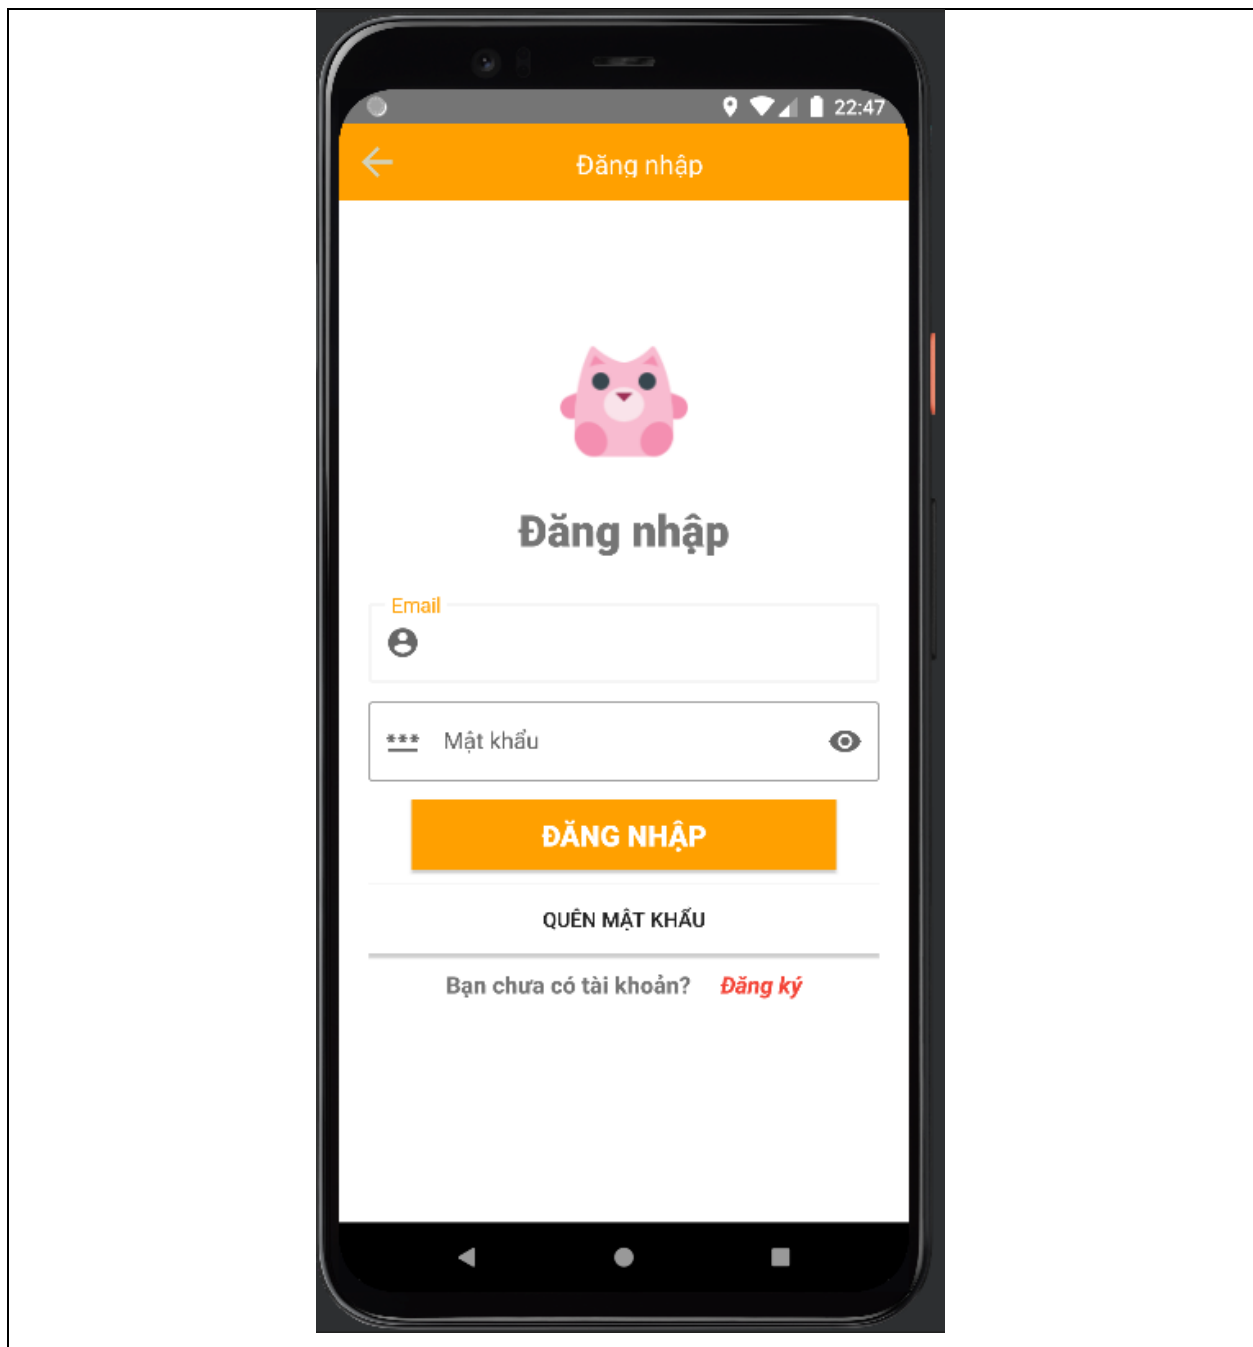 22:47
Đăng nhập
Đăng nhập
Email
Mật khẩu
ĐĂNG NHẬP
QUÊN MẬT KHẨU
Bạn chưa có tài khoản? Đăng ký